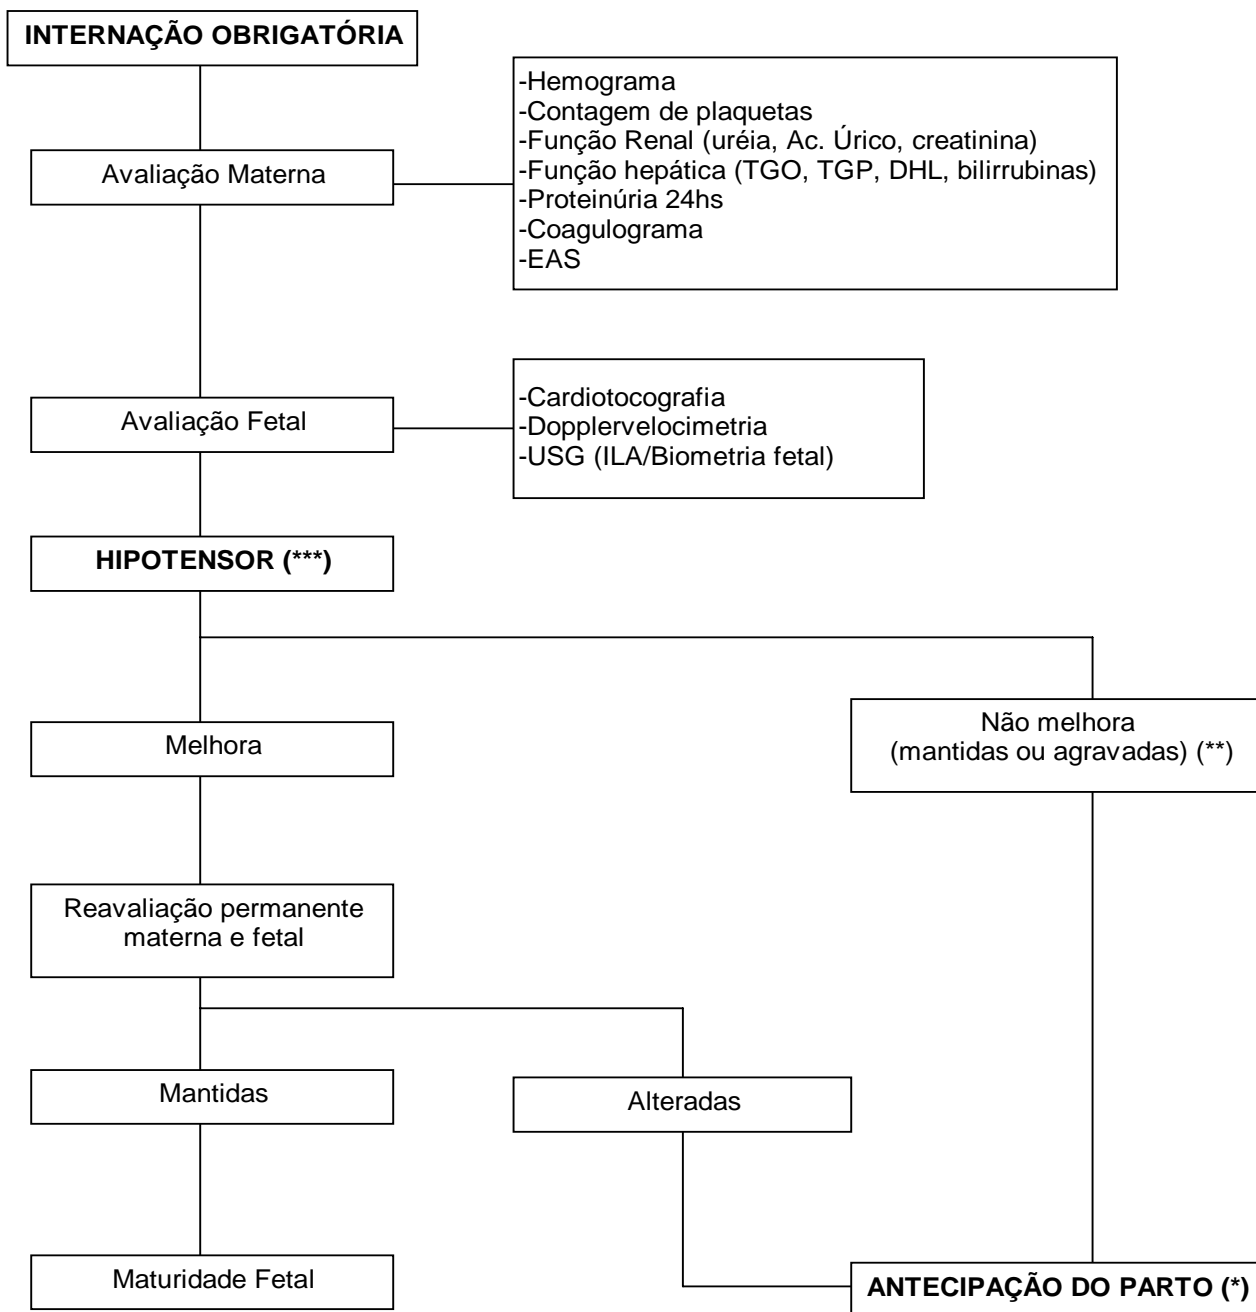 INTERNAÇÃO OBRIGATÓRIA
-Hemograma
-Contagem de plaquetas
-Função Renal (uréia, Ac. Úrico, creatinina)
-Função hepática (TGO, TGP, DHL, bilirrubinas)
-Proteinúria 24hs
-Coagulograma
-EAS
Avaliação Materna
-Cardiotocografia
-Dopplervelocimetria
-USG (ILA/Biometria fetal)
Avaliação Fetal
HIPOTENSOR (***)
Melhora
Não melhora
(mantidas ou agravadas) (**)
Reavaliação permanente
materna e fetal
Mantidas
Alteradas
Maturidade Fetal
ANTECIPAÇÃO DO PARTO (*)